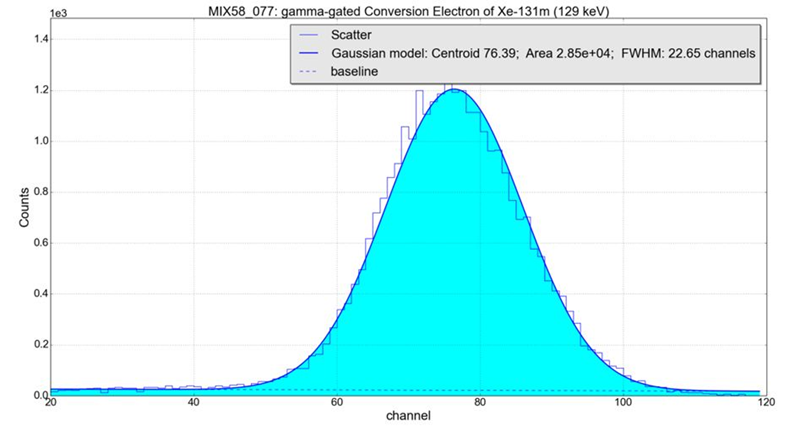 MIX58_077: gamma-gated Conversion Electron of Xe-131m (129 keV)
1e3
Scatter
Gaussian model: Centroid 76.39; Area 2.85e+04; FWHM: 22.65 channels
baseline
1.4
1.2
1.0
0.8
0.6
0.4
0.2
0.0
Counts
20 40 60 80 100 120
channel